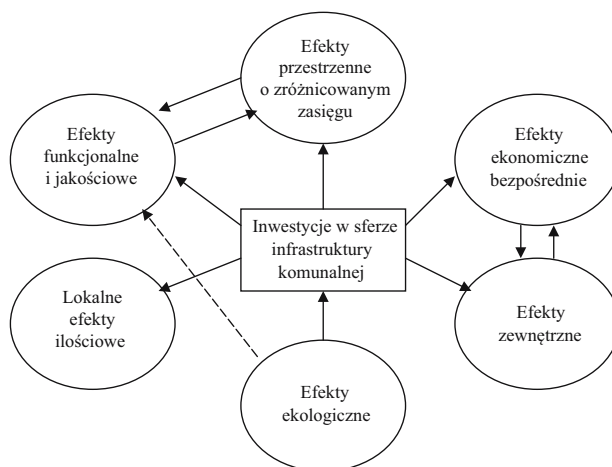 Efekty
przestrzenne
o zróżnicowanym
zasięgu
Efekty
funkcjonalne
i jakościowe
Efekty
ekonomiczne
bezpośrednie
Inwestycje w sferze
infrastruktury
komunalnej
Lokalne
efekty
ilościowe
Efekty
zewnętrzne
Efekty
ekologiczne